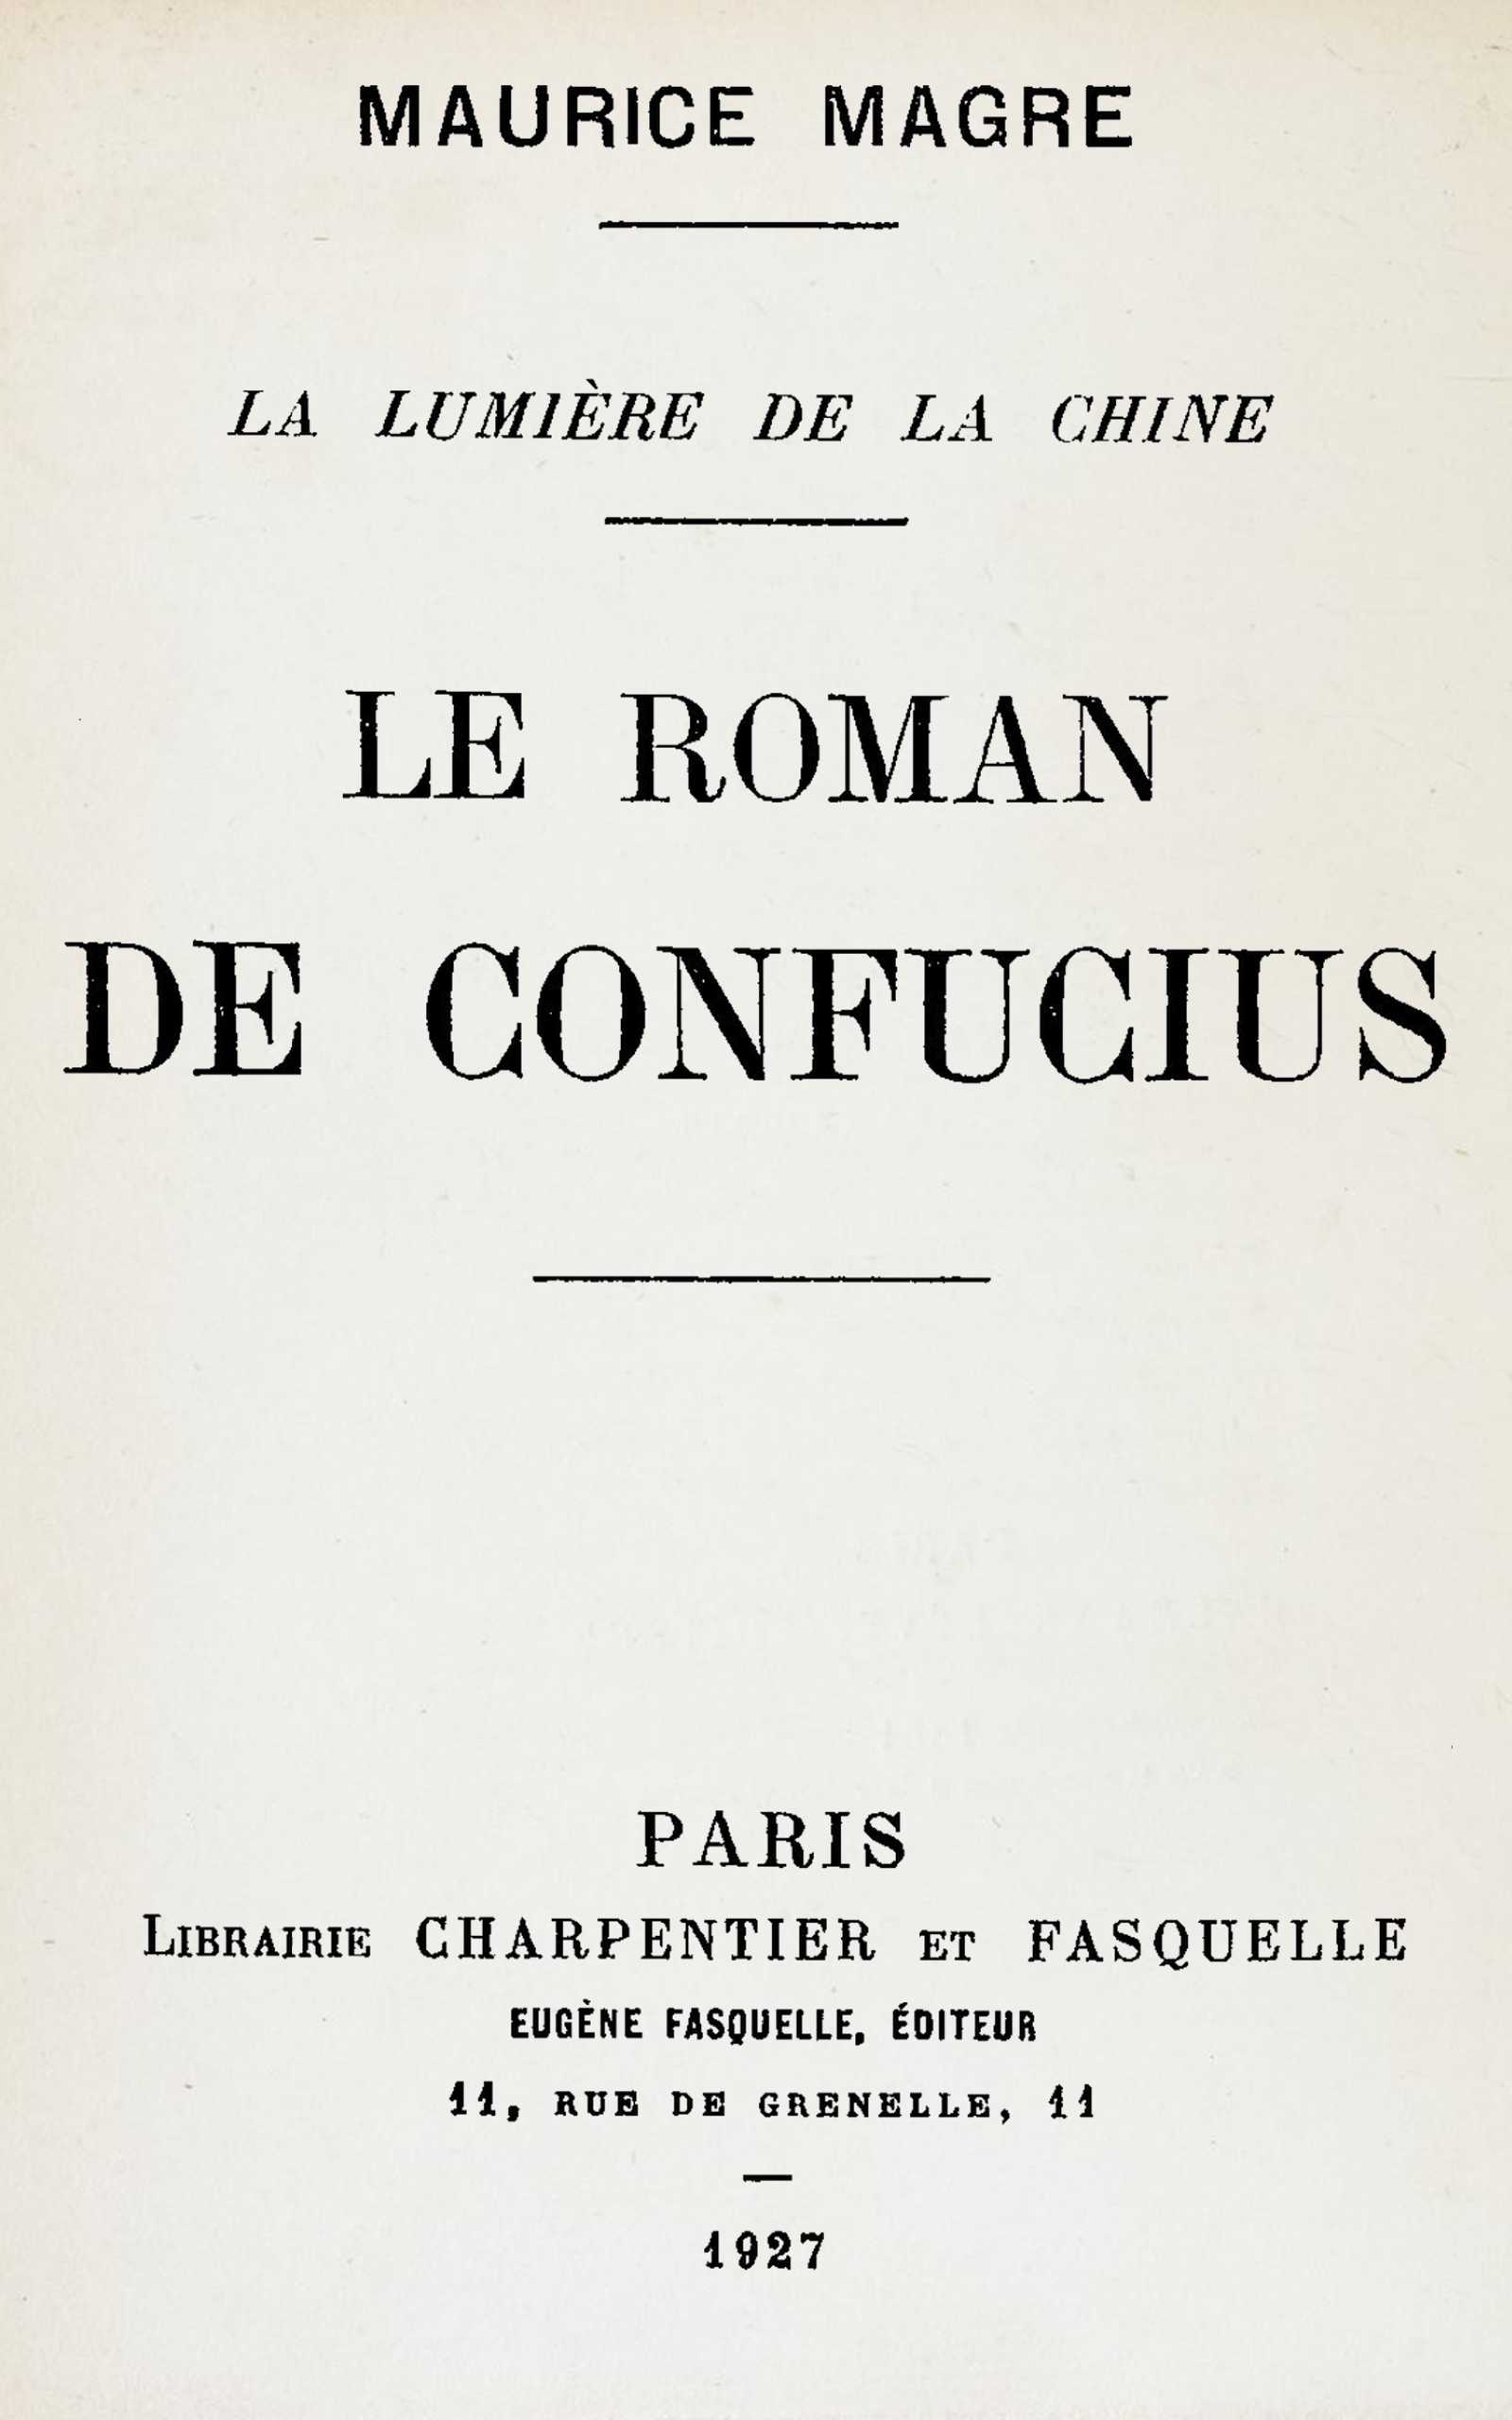 MAURICE MAGRE
LA LUMIÈRE DE LA CHINE
LE ROMAN
DE CONFUCIUS
PARIS
LIBRAIRIE CHARPENTIER ET FASQUELLE
EUGÈNE FASQUELLE, ÉDITEUR
11, RUE DE GRENELLE, 11
1927